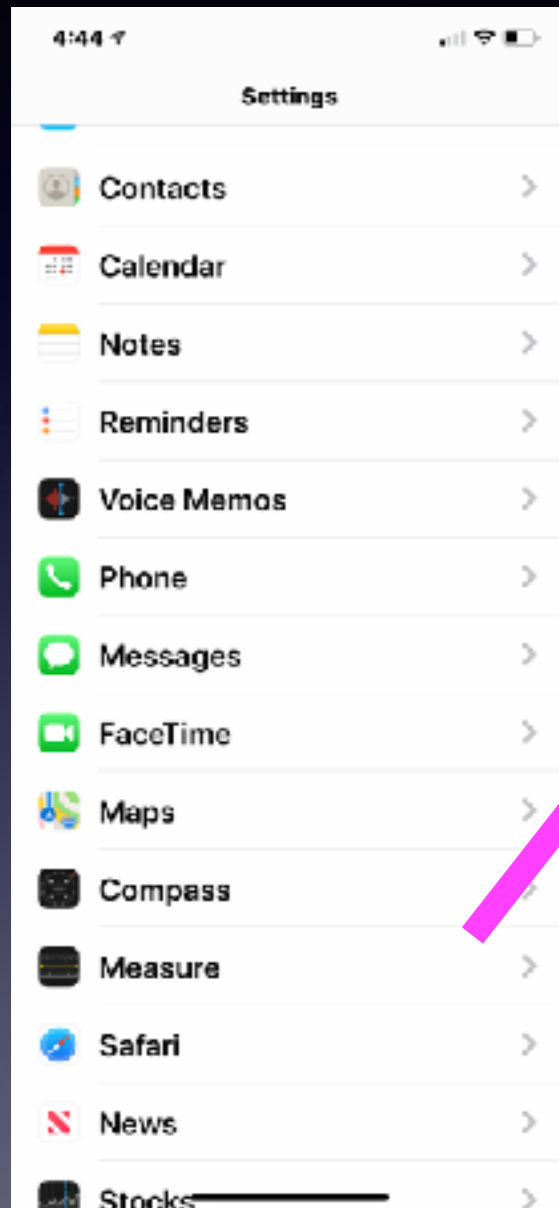 4:44
Settings
Contacts
Calendar
Notes
Reminders
Voice Memos
Phone
Messages
FaceTime
Maps
Compass
Measure
Safari
News
Stocks